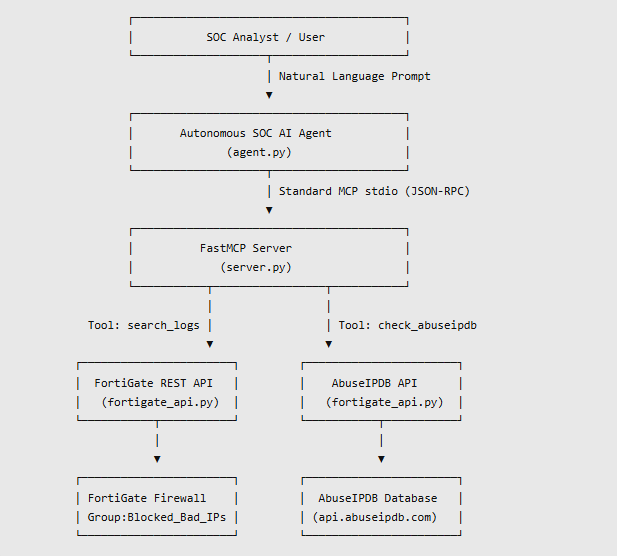 SOC Analyst / User
Natural Language Prompt
Autonomous SOC AI Agent
(agent.py)
Standard MCP stdio (JSON-RPC)
FastMCP Server
(server.py)
Tool: search_logs
Tool: check_abuseipdb
FortiGate REST API
(fortigate_api.py)
AbuseIPDB API
(fortigate_api.py)
FortiGate Firewall
Group:Blocked_Bad_IPs
AbuseIPDB Database
(api.abuseipdb.com)